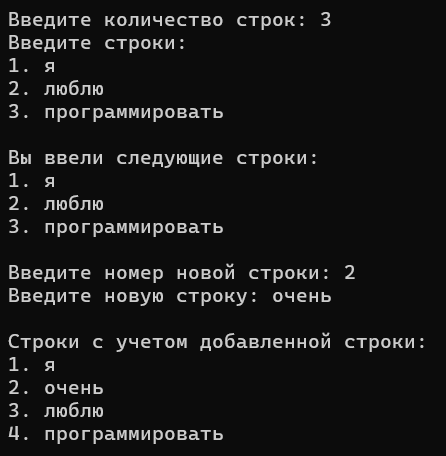 Введите количество строк: 3
Введите строки:
1. я
2. люблю
3. программировать
Вы ввели следующие строки:
1. я
2. люблю
3. программировать
Введите номер новой строки: 2
Введите новую строку: очень
Строки с учетом добавленной строки:
1. я
2. очень
3. люблю
4. программировать